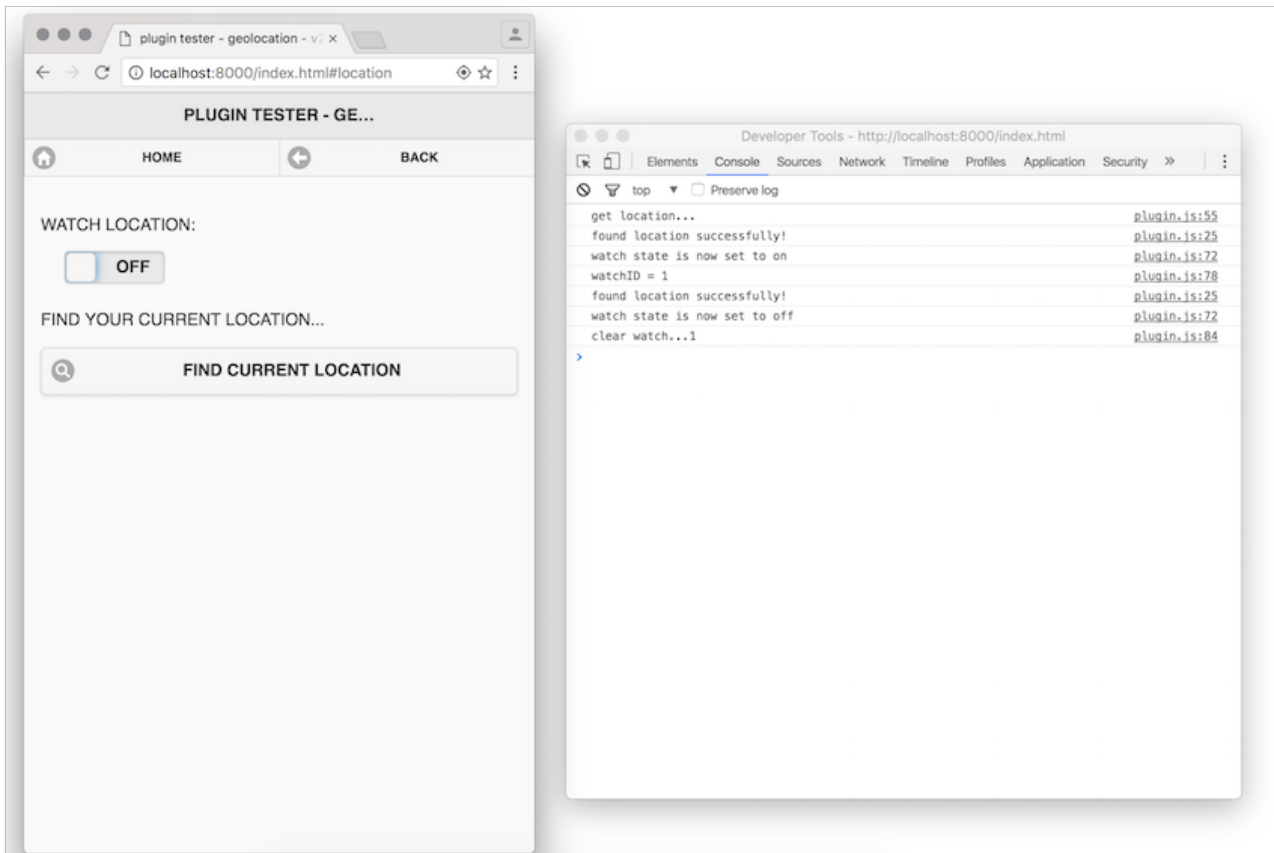 plugin tester - geolocation - v
localhost:8000/index.html#location
PLUGIN TESTER - GE...
HOME
BACK
WATCH LOCATION:
OFF
FIND YOUR CURRENT LOCATION...
FIND CURRENT LOCATION
Developer Tools - http://localhost:8000/index.html
Elements Console Sources Network Timeline Profiles Application Security »
top Preserve log
get location... plugin.js:55
found location successfully! plugin.js:25
watch state is now set to on plugin.js:72
watchID = 1 plugin.js:78
found location successfully! plugin.js:25
watch state is now set to off plugin.js:72
clear watch...1 plugin.js:84
>